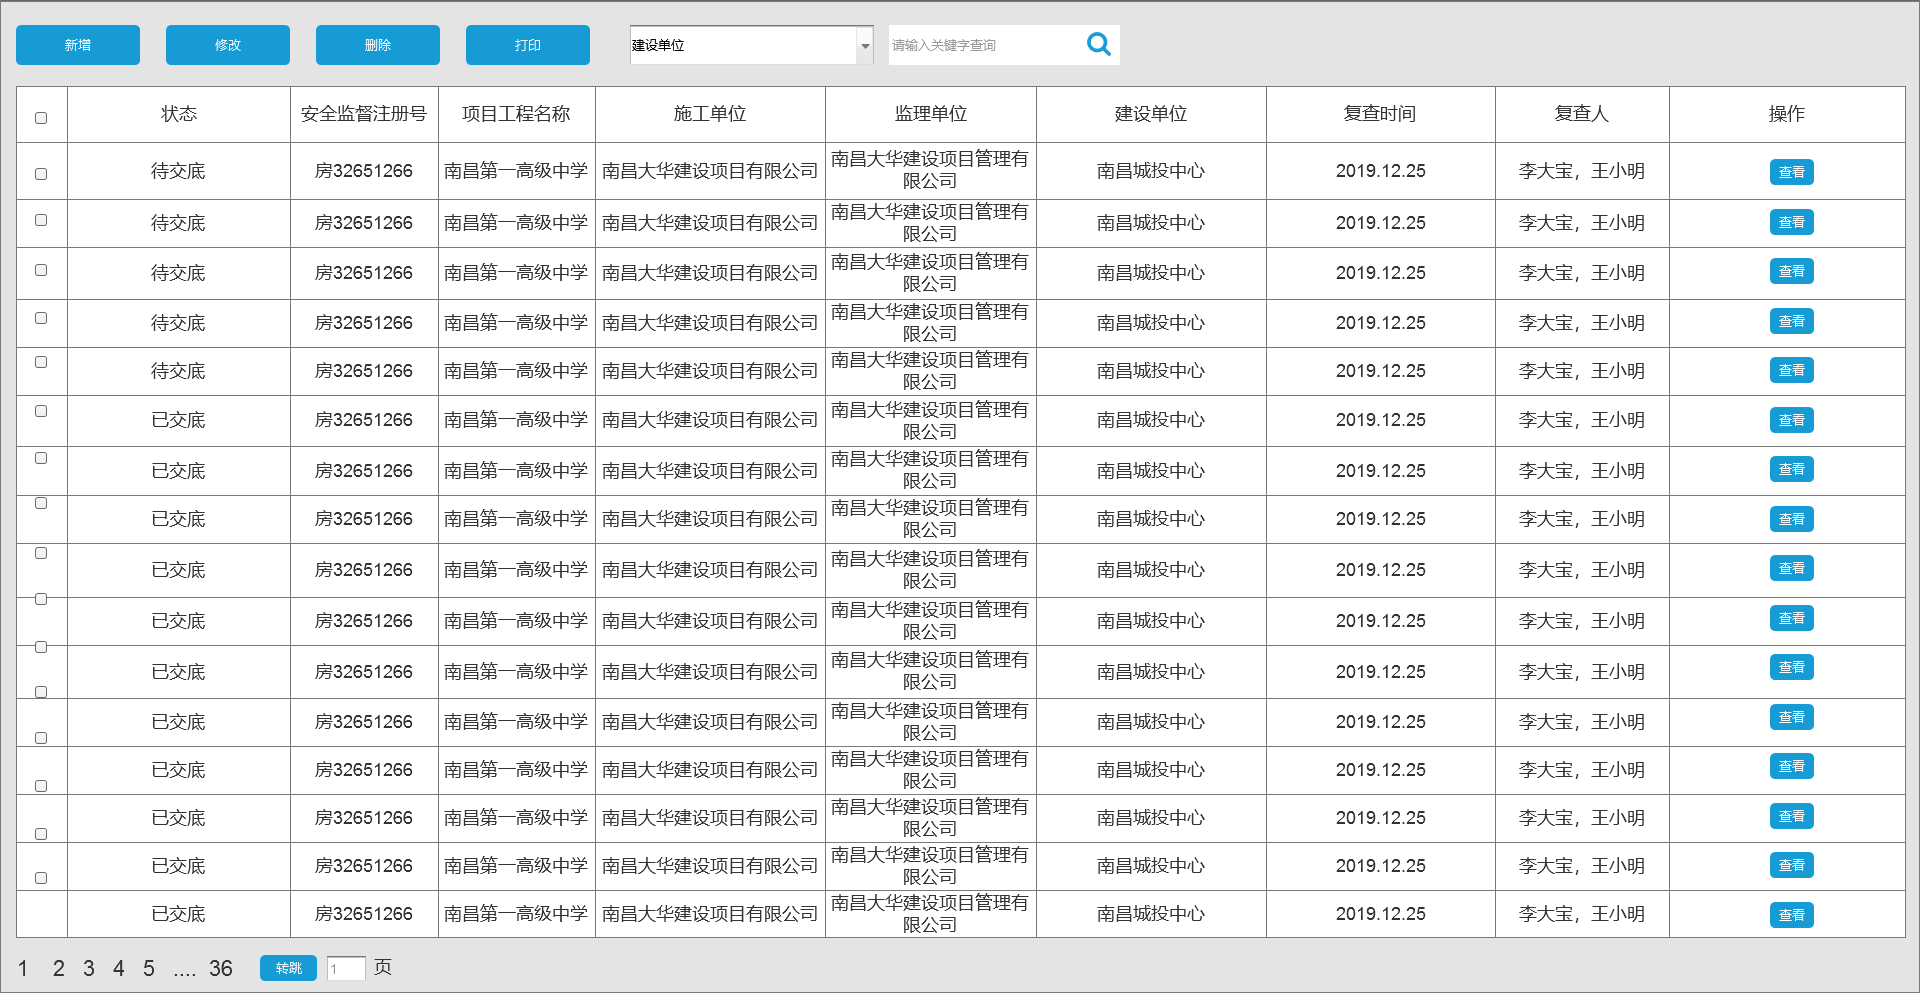 新增 修改 删除 打印 建设单位 请输入关键字查询
状态 安全监督注册号 项目工程名称 施工单位 监理单位 建设单位 复查时间 复查人 操作
待交底 房32651266 南昌第一高级中学 南昌大华建设项目有限公司 南昌大华建设项目管理有限公司 南昌城投中心 2019.12.25 李大宝，王小明 查看
待交底 房32651266 南昌第一高级中学 南昌大华建设项目有限公司 南昌大华建设项目管理有限公司 南昌城投中心 2019.12.25 李大宝，王小明 查看
待交底 房32651266 南昌第一高级中学 南昌大华建设项目有限公司 南昌大华建设项目管理有限公司 南昌城投中心 2019.12.25 李大宝，王小明 查看
待交底 房32651266 南昌第一高级中学 南昌大华建设项目有限公司 南昌大华建设项目管理有限公司 南昌城投中心 2019.12.25 李大宝，王小明 查看
待交底 房32651266 南昌第一高级中学 南昌大华建设项目有限公司 南昌大华建设项目管理有限公司 南昌城投中心 2019.12.25 李大宝，王小明 查看
已交底 房32651266 南昌第一高级中学 南昌大华建设项目有限公司 南昌大华建设项目管理有限公司 南昌城投中心 2019.12.25 李大宝，王小明 查看
已交底 房32651266 南昌第一高级中学 南昌大华建设项目有限公司 南昌大华建设项目管理有限公司 南昌城投中心 2019.12.25 李大宝，王小明 查看
已交底 房32651266 南昌第一高级中学 南昌大华建设项目有限公司 南昌大华建设项目管理有限公司 南昌城投中心 2019.12.25 李大宝，王小明 查看
已交底 房32651266 南昌第一高级中学 南昌大华建设项目有限公司 南昌大华建设项目管理有限公司 南昌城投中心 2019.12.25 李大宝，王小明 查看
已交底 房32651266 南昌第一高级中学 南昌大华建设项目有限公司 南昌大华建设项目管理有限公司 南昌城投中心 2019.12.25 李大宝，王小明 查看
已交底 房32651266 南昌第一高级中学 南昌大华建设项目有限公司 南昌大华建设项目管理有限公司 南昌城投中心 2019.12.25 李大宝，王小明 查看
已交底 房32651266 南昌第一高级中学 南昌大华建设项目有限公司 南昌大华建设项目管理有限公司 南昌城投中心 2019.12.25 李大宝，王小明 查看
已交底 房32651266 南昌第一高级中学 南昌大华建设项目有限公司 南昌大华建设项目管理有限公司 南昌城投中心 2019.12.25 李大宝，王小明 查看
已交底 房32651266 南昌第一高级中学 南昌大华建设项目有限公司 南昌大华建设项目管理有限公司 南昌城投中心 2019.12.25 李大宝，王小明 查看
已交底 房32651266 南昌第一高级中学 南昌大华建设项目有限公司 南昌大华建设项目管理有限公司 南昌城投中心 2019.12.25 李大宝，王小明 查看
已交底 房32651266 南昌第一高级中学 南昌大华建设项目有限公司 南昌大华建设项目管理有限公司 南昌城投中心 2019.12.25 李大宝，王小明 查看
1 2 3 4 5 .... 36 转跳 1 页